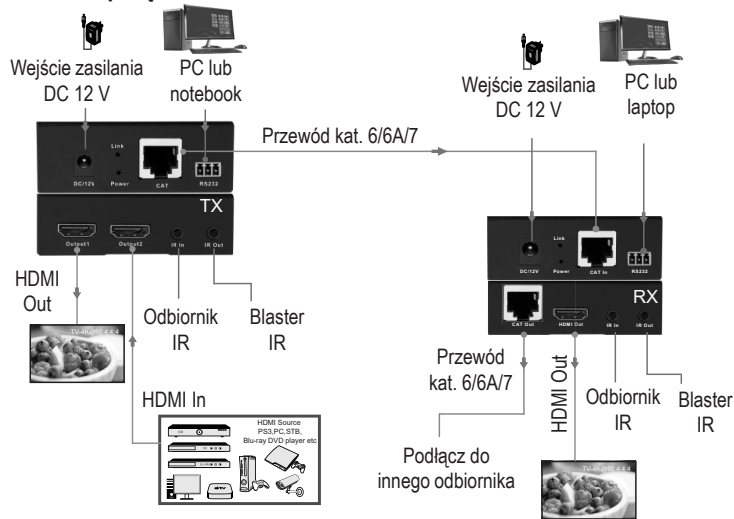 Wejście zasilania
DC 12 V
PC lub
notebook
Przewód kat. 6/6A/7
Wejście zasilania
DC 12 V
PC lub
laptop
Link
DC/12V
Power
CAT
RS232
TX
Output1
Output2
IR In
IR Out
HDMI
Out
Odbiornik
IR
Blaster
IR
TV-4K@60 4:4:4
HDMI In
HDMI Source
PS3,PC,STB,
Blu-ray DVD player etc
Link
DC/12V
Power
CAT In
RS232
RX
CAT Out
HDMI Out
IR In
IR Out
Przewód
kat. 6/6A/7
HDMI Out
Odbiornik
IR
Blaster
IR
Podłącz do
innego odbiornika
TV-4K@60 4:4:4